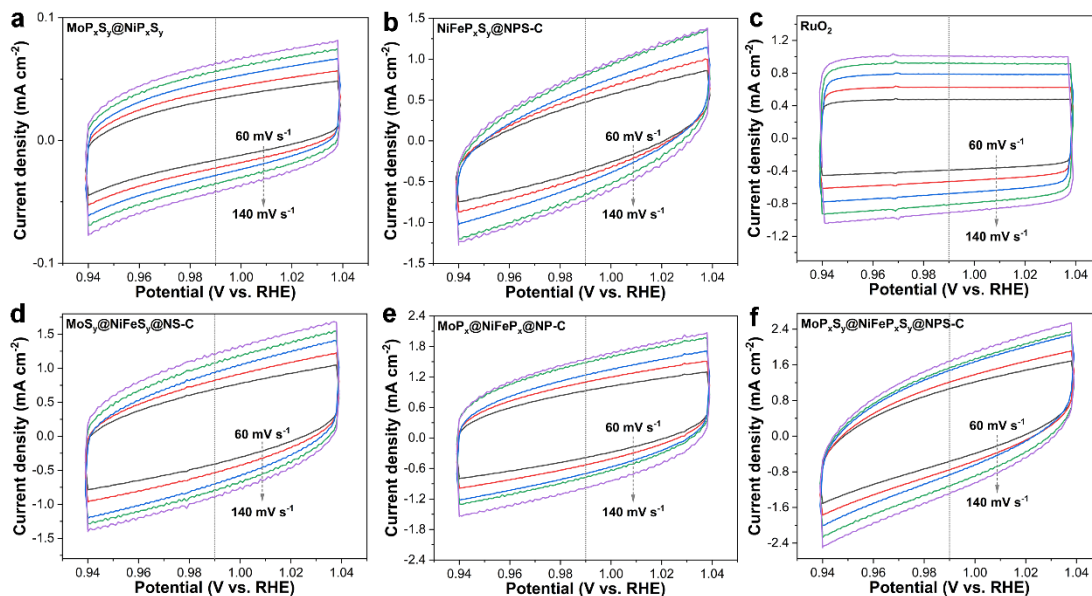 a
MoPxSy@NiPxSy
0.1
0.0
-0.1
Current density (mA cm-2)
60 mV s-1
140 mV s-1
0.94 0.96 0.98 1.00 1.02 1.04
Potential (V vs. RHE)
b
NiFePxSy@NPS-C
1.5
1.0
0.5
0.0
-0.5
-1.0
-1.5
Current density (mA cm-2)
60 mV s-1
140 mV s-1
0.94 0.96 0.98 1.00 1.02 1.04
Potential (V vs. RHE)
c
RuO2
1.2
0.8
0.4
0.0
-0.4
-0.8
-1.2
Current density (mA cm-2)
60 mV s-1
140 mV s-1
0.94 0.96 0.98 1.00 1.02 1.04
Potential (V vs. RHE)
d
MoSy@NiFeSy@NS-C
1.5
1.0
0.5
0.0
-0.5
-1.0
-1.5
Current density (mA cm-2)
60 mV s-1
140 mV s-1
0.94 0.96 0.98 1.00 1.02 1.04
Potential (V vs. RHE)
e
MoPx@NiFePx@NP-C
2.4
1.8
1.2
0.6
0.0
-0.6
-1.2
-1.8
-2.4
Current density (mA cm-2)
60 mV s-1
140 mV s-1
0.94 0.96 0.98 1.00 1.02 1.04
Potential (V vs. RHE)
f
MoPxSy@NiFePxSy@NPS-C
2.4
1.6
0.8
0.0
-0.8
-1.6
-2.4
Current density (mA cm-2)
60 mV s-1
140 mV s-1
0.94 0.96 0.98 1.00 1.02 1.04
Potential (V vs. RHE)